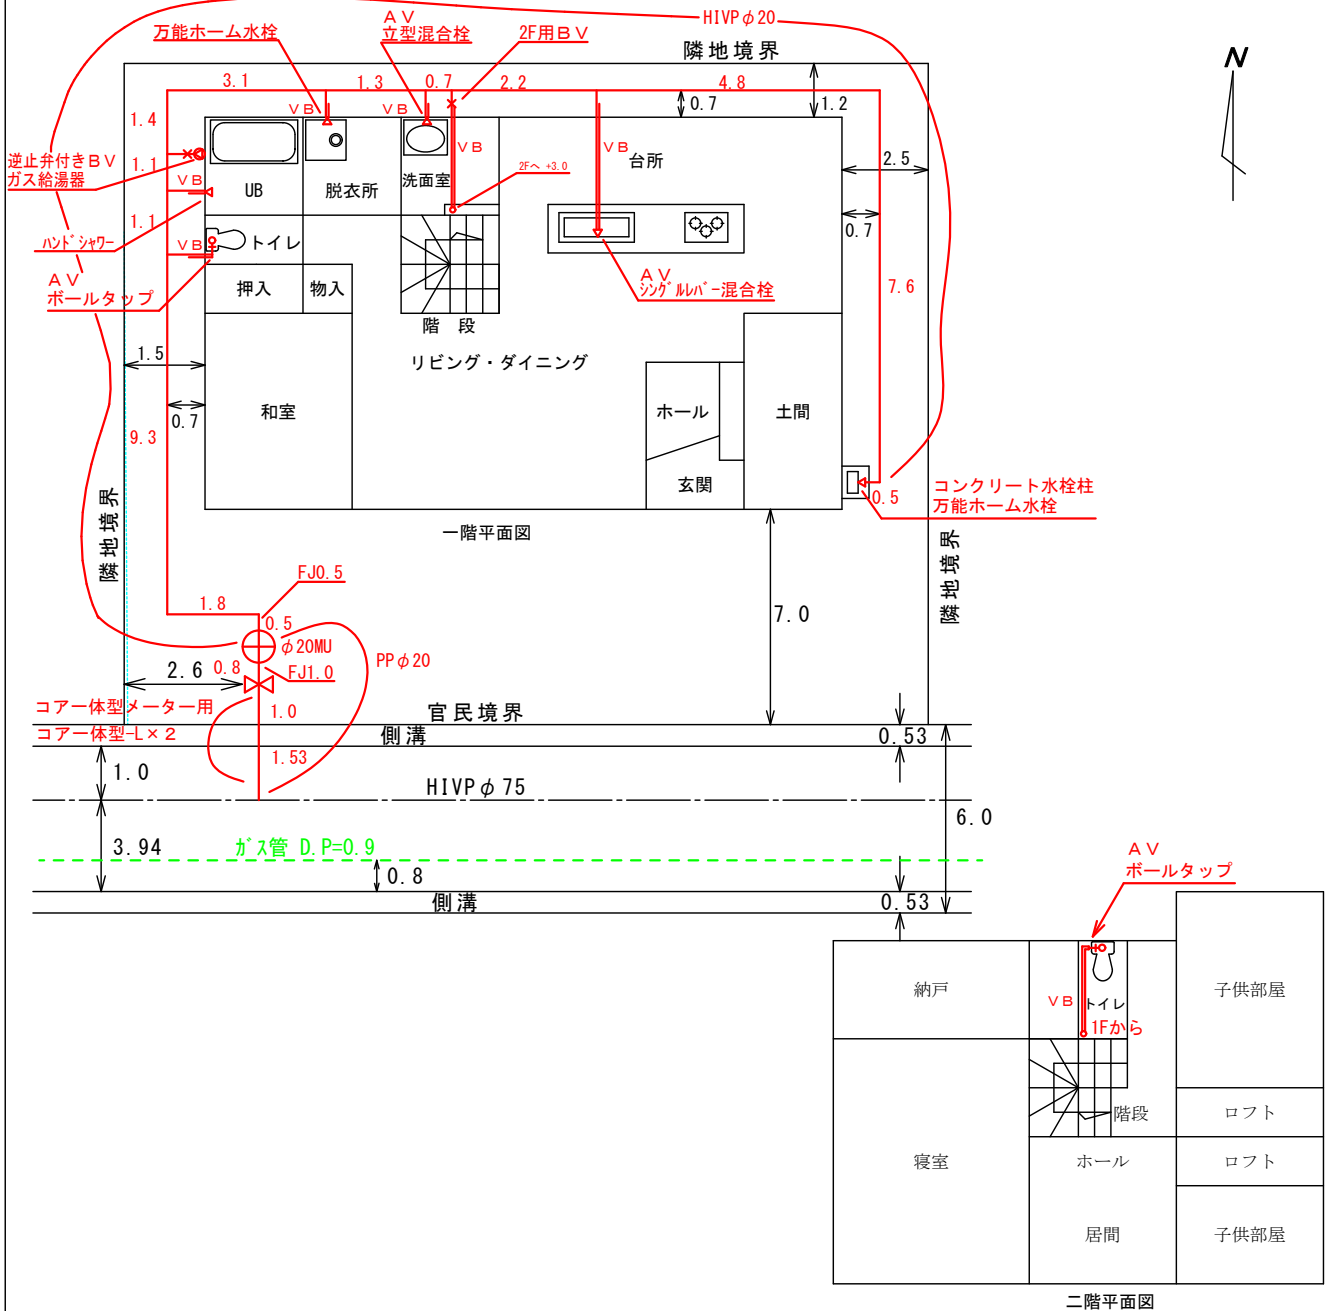 HIVPφ20
万能ホーム水栓
AV
立型混合栓
2F用BV
隣地境界
N
3.1
1.3
0.7
2.2
4.8
0.7
1.2
1.4
VB
VB
VB
VB
逆止弁付きBV
ガス給湯器
1.1
VB
UB
脱衣所
洗面室
2Fへ +3.0
台所
2.5
0.7
ハンドシャワー
1.1
VB
トイレ
AV
ボールタップ
押入
物入
階 段
AV
シングルレバー混合栓
7.6
1.5
リビング・ダイニング
0.7
和室
ホール
土間
9.3
玄関
0.5
コンクリート水栓柱
万能ホーム水栓
隣地境界
一階平面図
隣地境界
FJ0.5
1.8
0.5
7.0
φ20MU
PPφ20
2.6
0.8
FJ1.0
コア一体型メーター用
1.0
官民境界
コア一体型-L×2
側溝
0.53
1.53
1.0
HIVPφ75
6.0
3.94
ガス管 D.P=0.9
0.8
側溝
0.53
AV
ボールタップ
納戸
VB
トイレ
1Fから
子供部屋
階段
ロフト
寝室
ホール
ロフト
居間
子供部屋
二階平面図